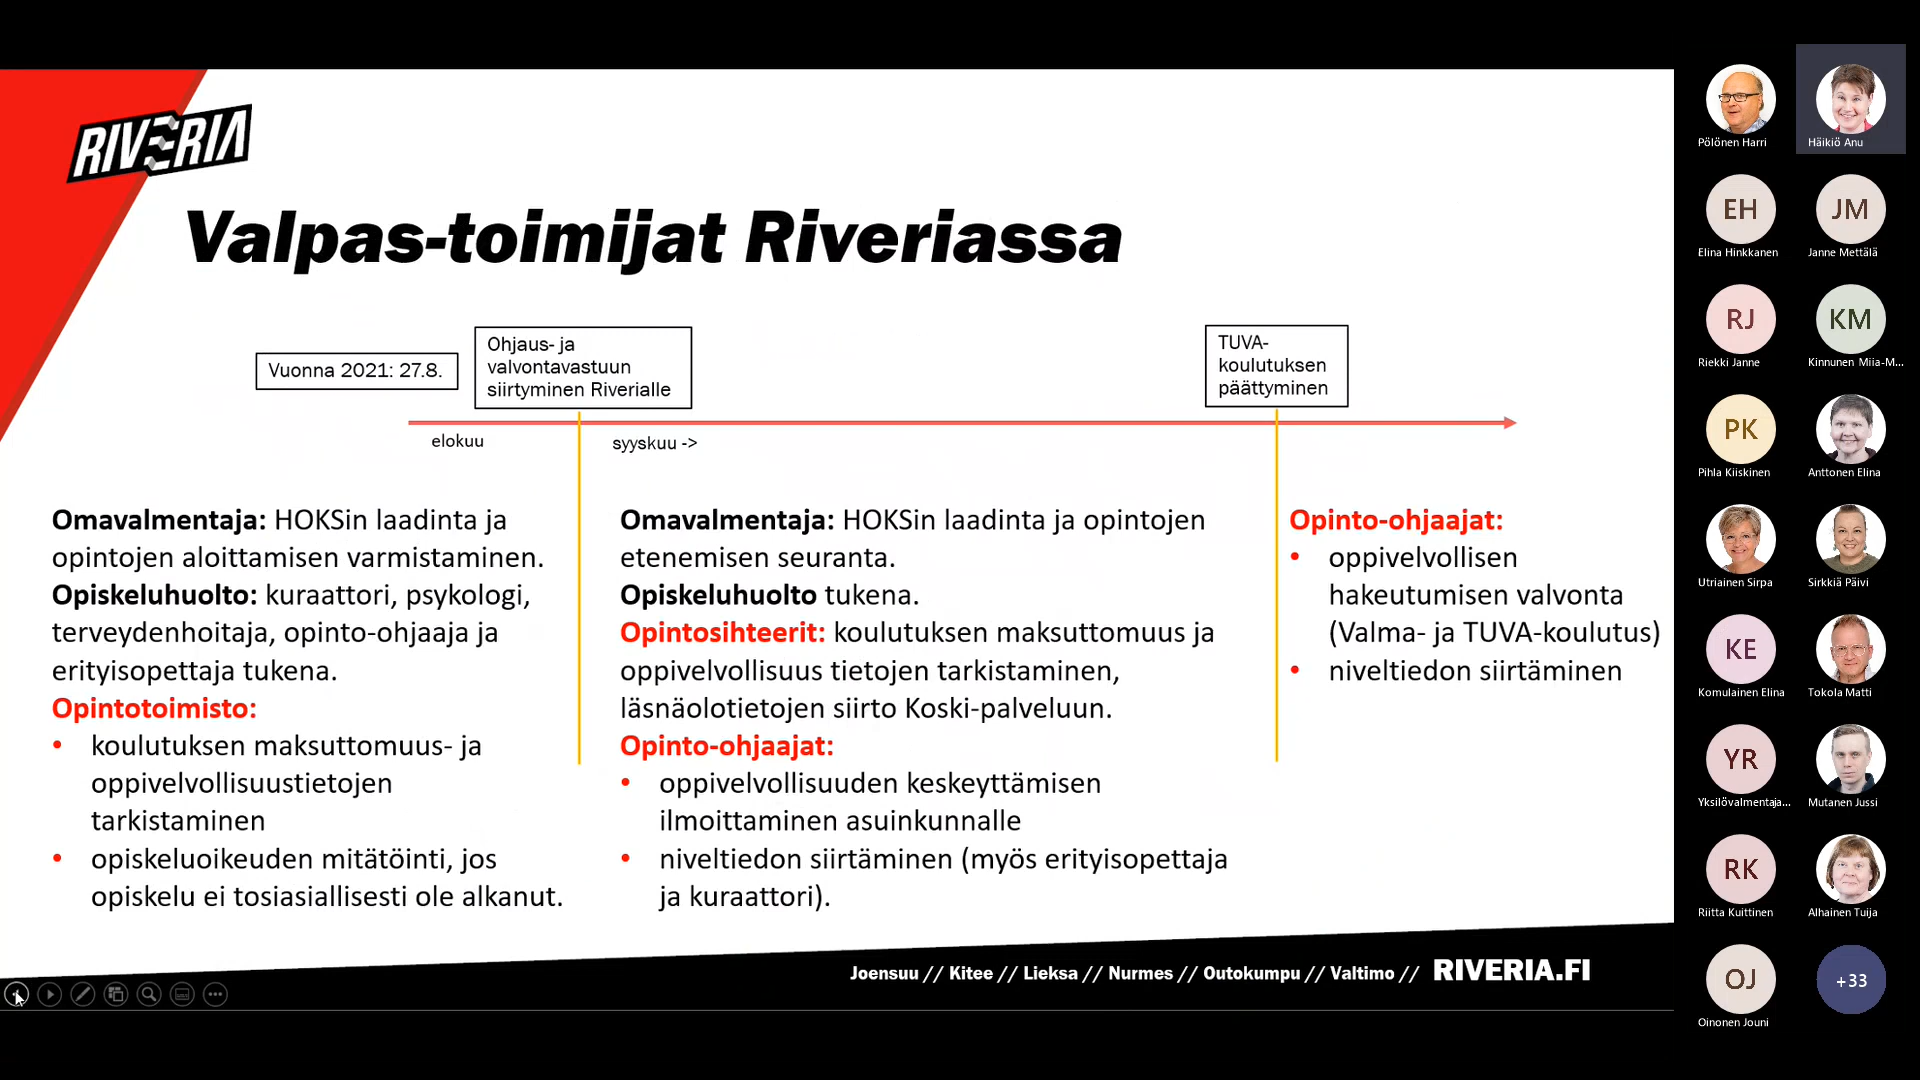 RIVERIA
Valpas-toimijat Riveriassa
Vuonna 2021: 27.8.
Ohjaus- ja
valvontavastuun
siirtyminen Riverialle
TUVA-
koulutuksen
päättyminen
elokuu
syyskuu ->
Omavalmentaja: HOKSin laadinta ja
opintojen aloittamisen varmistaminen.
Opiskeluhuolto: kuraattori, psykologi,
terveydenhoitaja, opinto-ohjaaja ja
erityisopettaja tukena.
Opintotoimisto:
• koulutuksen maksuttomuus- ja
oppivelvollisuustietojen
tarkistaminen
• opiskeluoikeuden mitätöinti, jos
opiskelu ei tosiasiallisesti ole alkanut.
Omavalmentaja: HOKSin laadinta ja opintojen
etenemisen seuranta.
Opiskeluhuolto tukena.
Opintosihteerit: koulutuksen maksuttomuus ja
oppivelvollisuus tietojen tarkistaminen,
läsnäolotietojen siirto Koski-palveluun.
Opinto-ohjaajat:
• oppivelvollisuuden keskeyttämisen
ilmoittaminen asuinkunnalle
• niveltiedon siirtäminen (myös erityisopettaja
ja kuraattori).
Opinto-ohjaajat:
• oppivelvollisen
hakeutumisen valvonta
(Valma- ja TUVA-koulutus)
• niveltiedon siirtäminen
Joensuu // Kitee // Lieksa // Nurmes // Outokumpu // Valtimo // RIVERIA.FI
Pölönen Harri
Häikiö Anu
EH
Elina Hinkkanen
JM
Janne Mettälä
RJ
Riekki Janne
KM
Kinnunen Miia-M...
PK
Pihla Kiiskinen
Anttonen Elina
Utriainen Sirpa
Sirkkiä Päivi
KE
Komulainen Elina
Tokola Matti
YR
Yksilövalmentaja...
Mutanen Jussi
RK
Riitta Kuittinen
Alhainen Tuija
OJ
Oinonen Jouni
+33